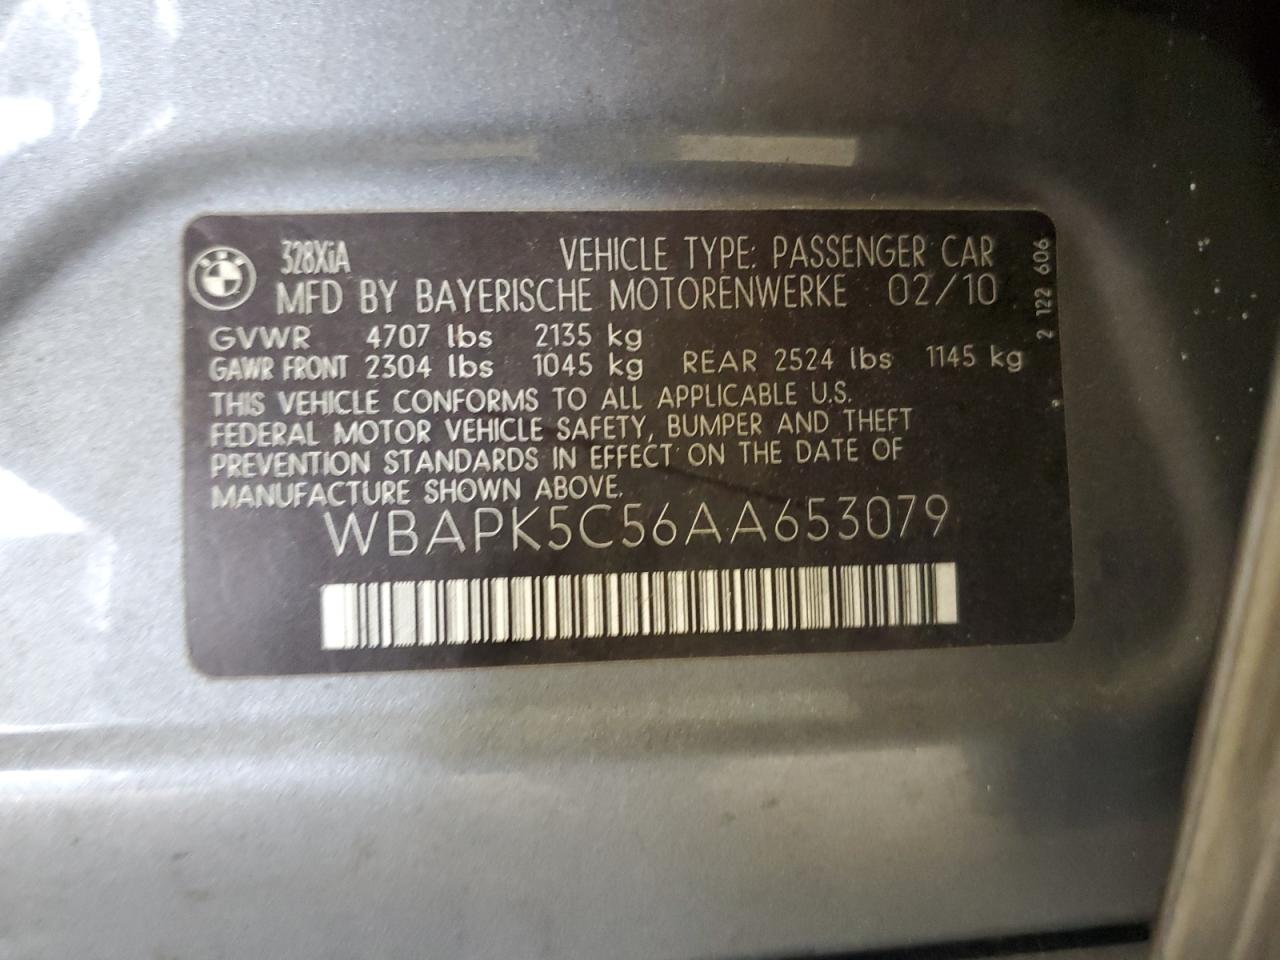 328XiA VEHICLE TYPE: PASSENGER CAR
MFD BY BAYERISCHE MOTORENWERKE 02/10
GVWR 4707 lbs 2135 kg
GAWR FRONT 2304 lbs 1045 kg REAR 2524 lbs 1145 kg
THIS VEHICLE CONFORMS TO ALL APPLICABLE U.S.
FEDERAL MOTOR VEHICLE SAFETY, BUMPER AND THEFT
PREVENTION STANDARDS IN EFFECT ON THE DATE OF
MANUFACTURE SHOWN ABOVE.
WBAPK5C56AA653079
2 122 606